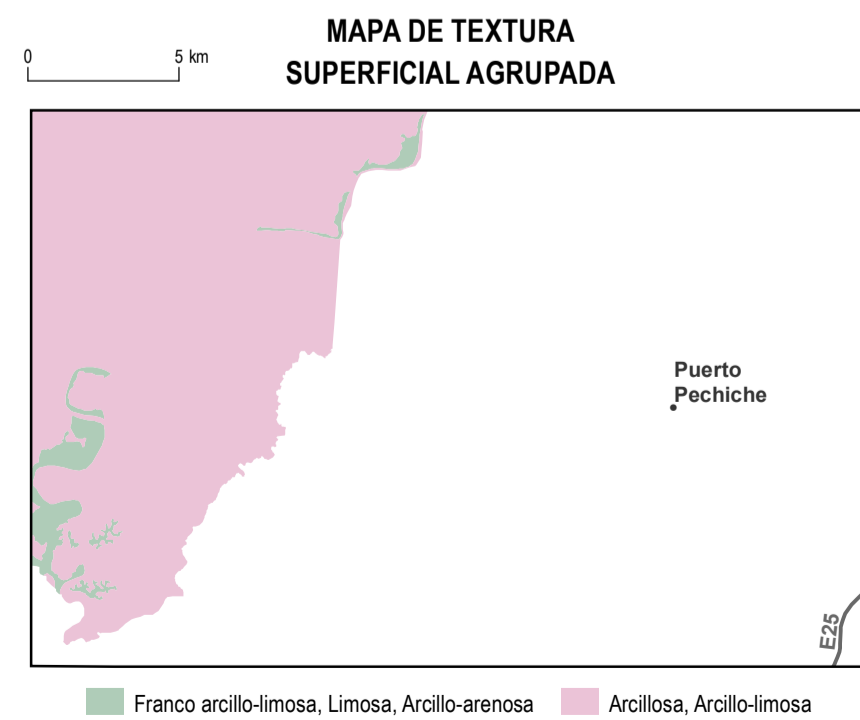 MAPA DE TEXTURA
SUPERFICIAL AGRUPADA
0 5 km
Puerto
Pechiche
E25
Franco arcillo-limosa, Limosa, Arcillo-arenosa
Arcillosa, Arcillo-limosa